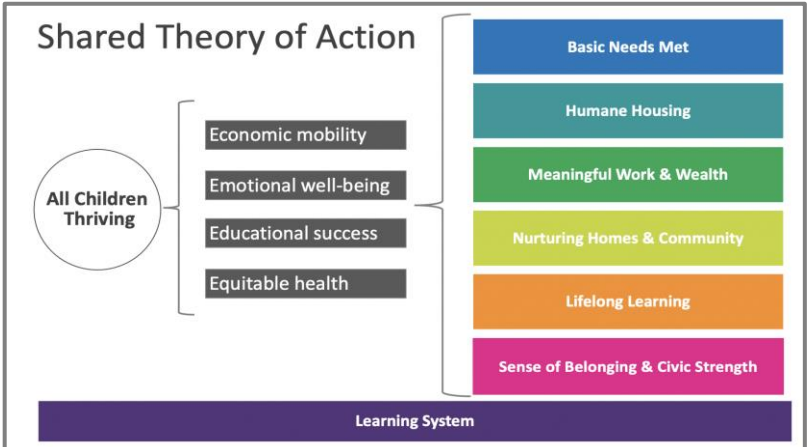 Shared Theory of Action
All Children
Thriving
Economic mobility
Emotional well-being
Educational success
Equitable health
Basic Needs Met
Humane Housing
Meaningful Work & Wealth
Nurturing Homes & Community
Lifelong Learning
Sense of Belonging & Civic Strength
Learning System